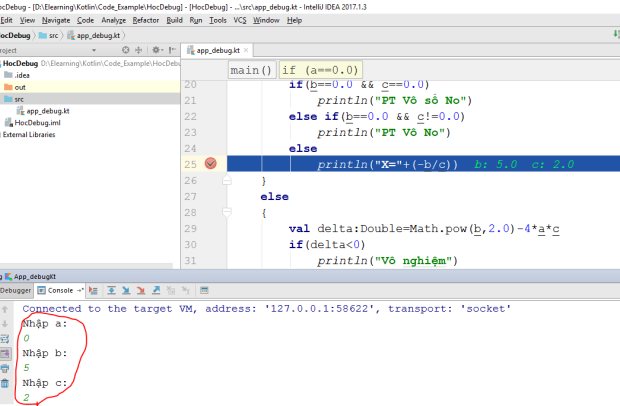 ocDebug - [D:\Elearning\Kotlin\Code_Example\HocDebug] - [HocDebug] - ...\src\app_debug.kt - IntelliJ IDEA 2017.1.3
Edit View Navigate Code Analyze Refactor Build Run Tools VCS Window Help
HocDebug src app_debug.kt
roject
app_debug.kt
HocDebug D:\Elearning\Kotlin\Code_Example\HocDebu
.idea
out
src
app_debug.kt
HocDebug.iml
External Libraries
main() if (a==0.0)
20 if(b==0.0 && c==0.0)
21 println("PT Vô số No")
22 else if(b==0.0 && c!=0.0)
23 println("PT Vô No")
24 else
25 println("X="+(-b/c)) b: 5.0 c: 2.0
26 }
27 else
28 {
29 val delta:Double=Math.pow(b,2.0)-4*a*c
30 if(delta<0)
31 println("Vô nghiệm")
g App_debugKt
Debugger Console
Connected to the target VM, address: '127.0.0.1:58622', transport: 'socket'
Nhập a:
0
Nhập b:
5
Nhập c:
2